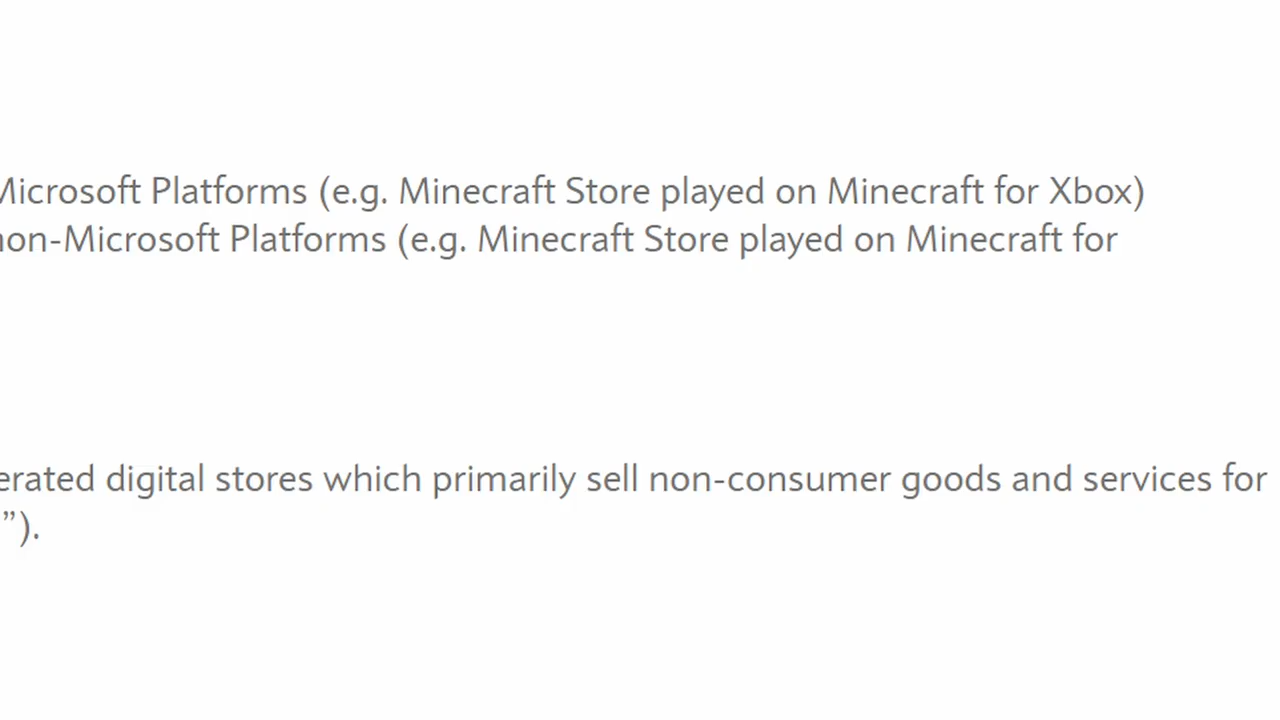 Microsoft Platforms (e.g. Minecraft Store played on Minecraft for Xbox)
non-Microsoft Platforms (e.g. Minecraft Store played on Minecraft for
digital stores which primarily sell non-consumer goods and services for
”).